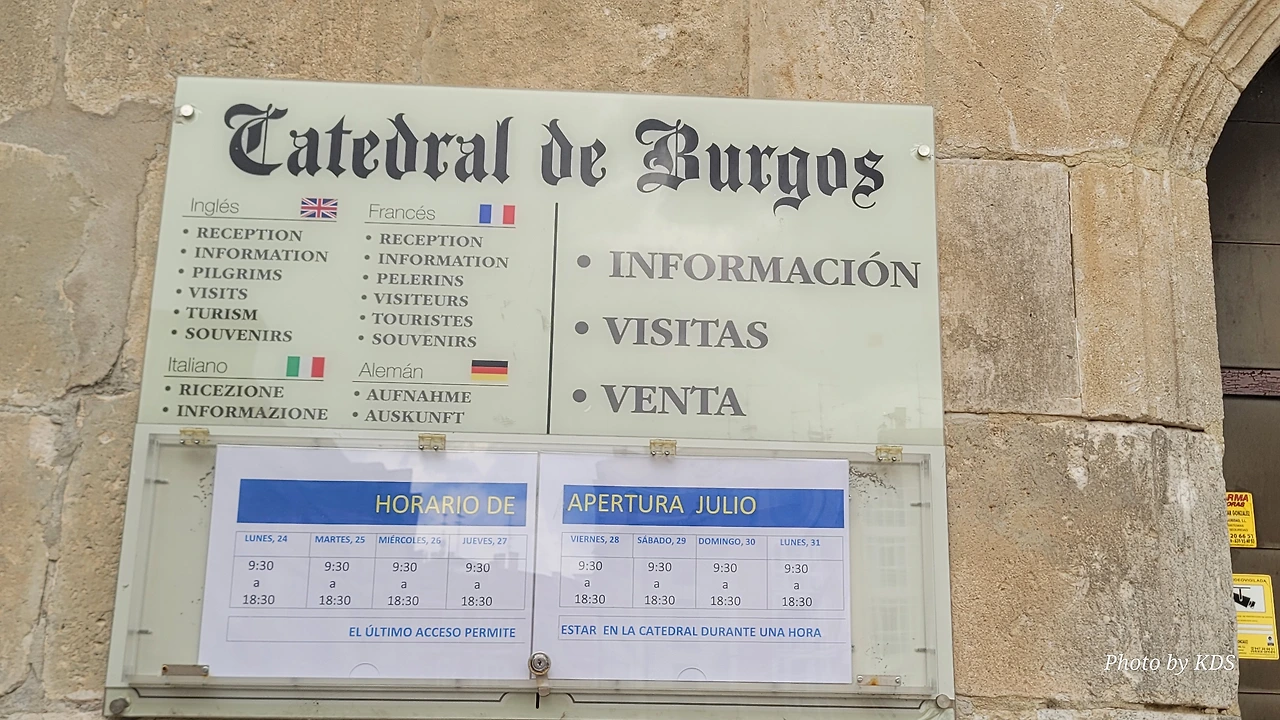 Catedral de Burgos
Inglés
• RECEPTION
• INFORMATION
• PILGRIMS
• VISITS
• TURISM
• SOUVENIRS
Francés
• RECEPTION
• INFORMATION
• PELERINS
• VISITEURS
• TOURISTES
• SOUVENIRS
Italiano
• RICEZIONE
• INFORMAZIONE
Alemán
• AUFNAHME
• AUSKUNFT
• INFORMACIÓN
• VISITAS
• VENTA
HORARIO DE APERTURA JULIO
LUNES, 24 MARTES, 25 MIÉRCOLES, 26 JUEVES, 27 VIERNES, 28 SÁBADO, 29 DOMINGO, 30 LUNES, 31
9:30 9:30 9:30 9:30 9:30 9:30 9:30 9:30
a a a a a a a a
18:30 18:30 18:30 18:30 18:30 18:30 18:30 18:30
EL ÚLTIMO ACCESO PERMITE ESTAR EN LA CATEDRAL DURANTE UNA HORA
Photo by KDS